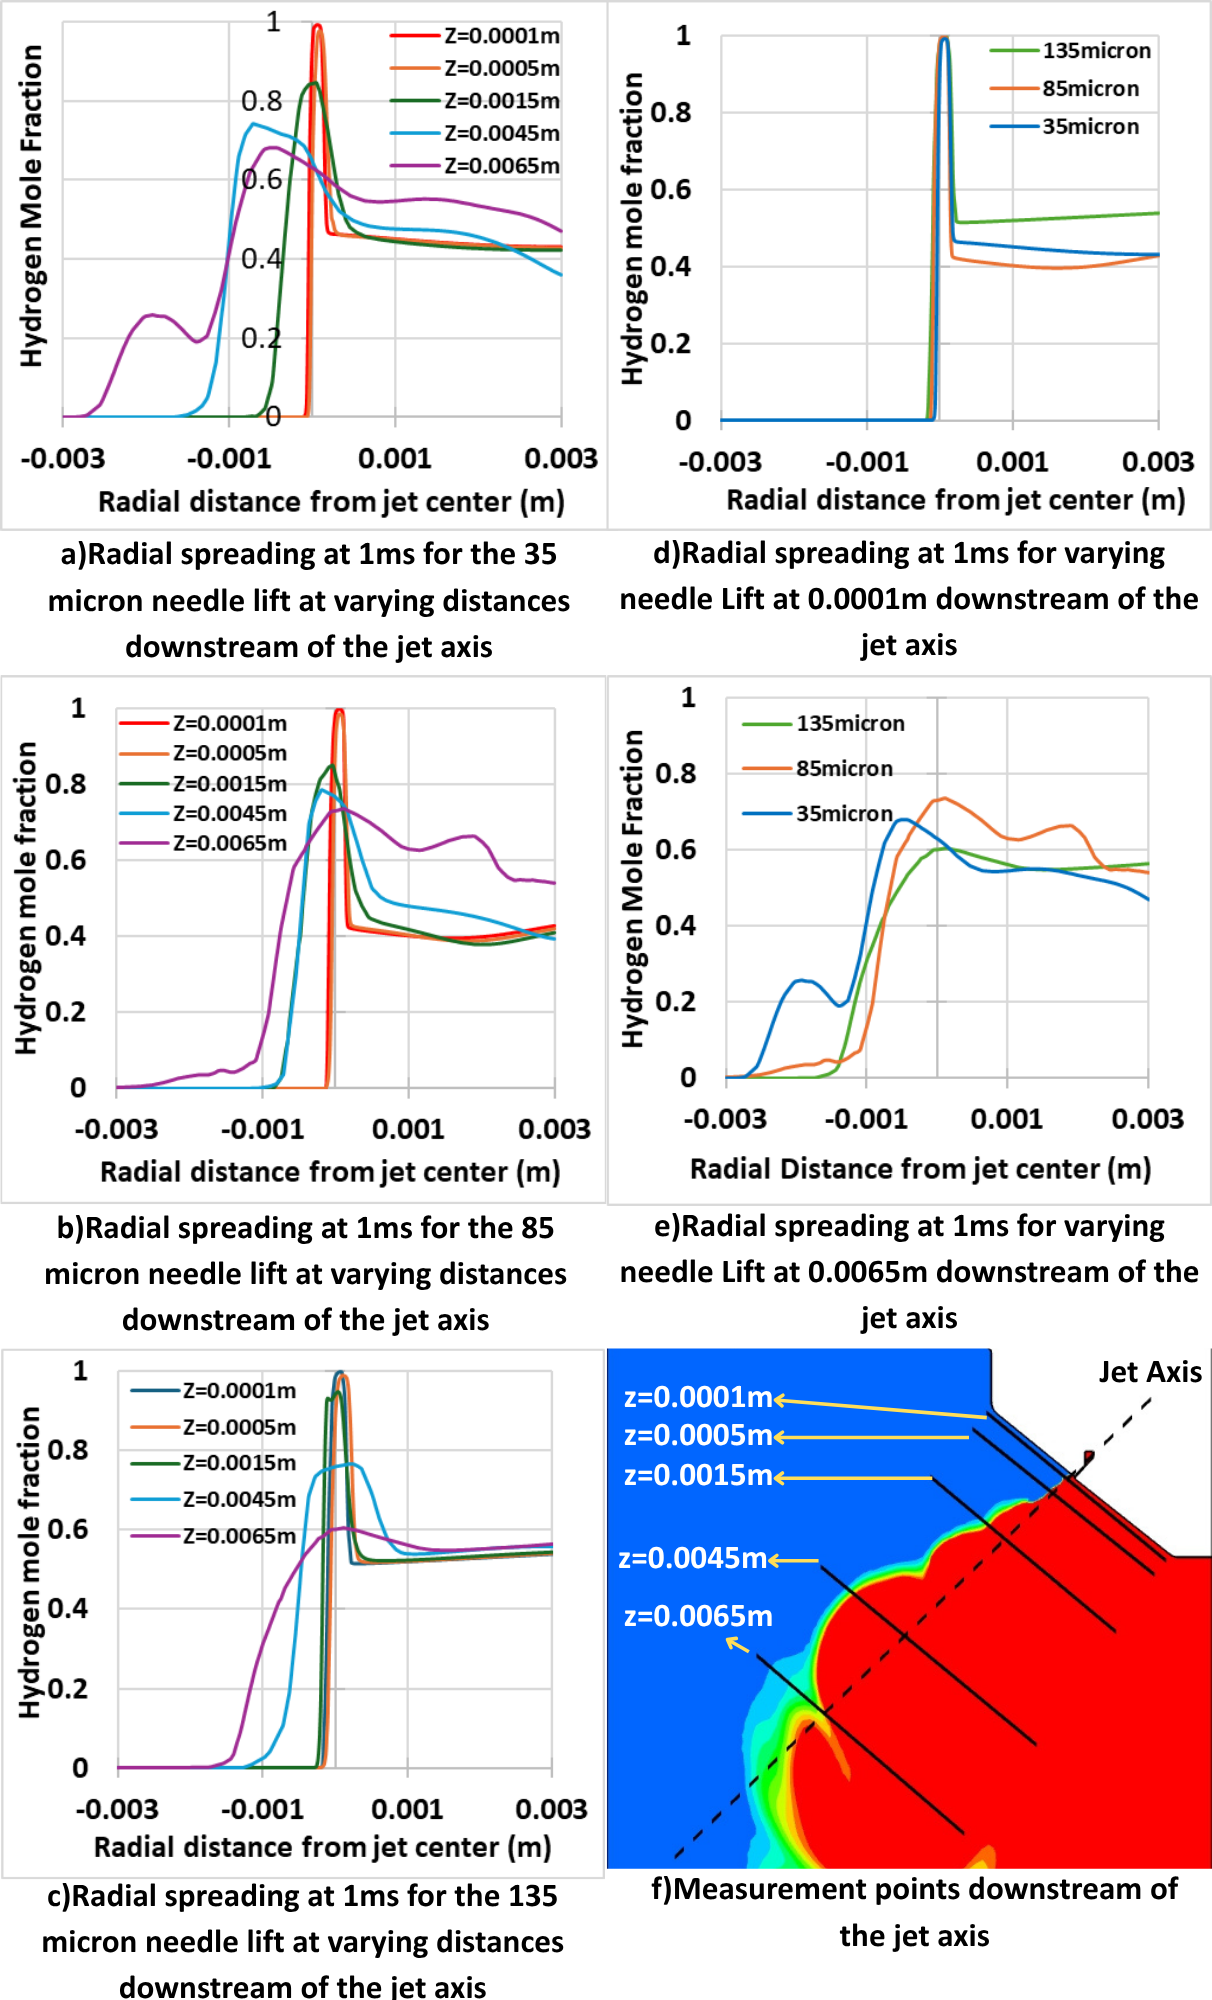 Hydrogen Mole Fraction
1
0.8
0.6
0.4
0.2
0
Z=0.0001m
Z=0.0005m
Z=0.0015m
Z=0.0045m
Z=0.0065m
-0.003 -0.001 0.001 0.003
Radial distance from jet center (m)
a)Radial spreading at 1ms for the 35
micron needle lift at varying distances
downstream of the jet axis
Hydrogen mole fraction
1
0.8
0.6
0.4
0.2
0
135micron
85micron
35micron
-0.003 -0.001 0.001 0.003
Radial distance from jet center (m)
d)Radial spreading at 1ms for varying
needle Lift at 0.0001m downstream of the
jet axis
Hydrogen mole fraction
1
0.8
0.6
0.4
0.2
0
Z=0.0001m
Z=0.0005m
Z=0.0015m
Z=0.0045m
Z=0.0065m
-0.003 -0.001 0.001 0.003
Radial distance from jet center (m)
b)Radial spreading at 1ms for the 85
micron needle lift at varying distances
downstream of the jet axis
Hydrogen Mole Fraction
1
0.8
0.6
0.4
0.2
0
135micron
85micron
35micron
-0.003 -0.001 0.001 0.003
Radial Distance from jet center (m)
e)Radial spreading at 1ms for varying
needle Lift at 0.0065m downstream of the
jet axis
Hydrogen mole fraction
1
0.8
0.6
0.4
0.2
0
Z=0.0001m
Z=0.0005m
Z=0.0015m
Z=0.0045m
Z=0.0065m
-0.003 -0.001 0.001 0.003
Radial distance from jet center (m)
c)Radial spreading at 1ms for the 135
micron needle lift at varying distances
downstream of the jet axis
Jet Axis
z=0.0001m
z=0.0005m
z=0.0015m
z=0.0045m
z=0.0065m
f)Measurement points downstream of
the jet axis